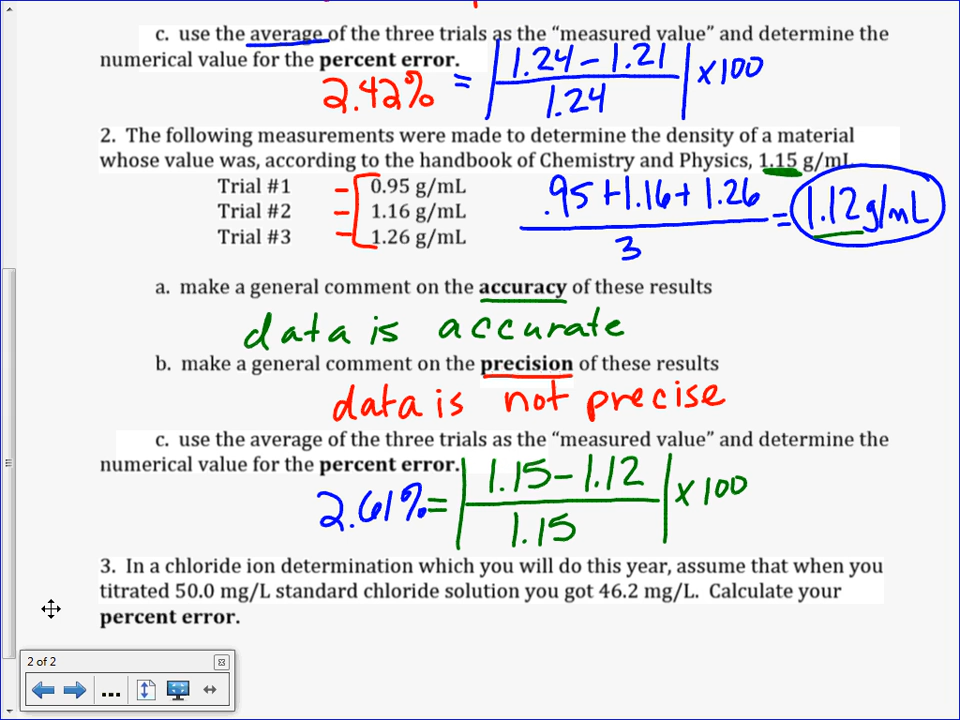 c. use the average of the three trials as the “measured value” and determine the
numerical value for the percent error.
2.42% = |1.24 - 1.21 / 1.24| x 100
2. The following measurements were made to determine the density of a material
whose value was, according to the handbook of Chemistry and Physics, 1.15 g/mL
Trial #1 - 0.95 g/mL
Trial #2 - 1.16 g/mL
Trial #3 - 1.26 g/mL
.95 + 1.16 + 1.26 / 3 = 1.12 g/mL
a. make a general comment on the accuracy of these results
data is accurate
b. make a general comment on the precision of these results
data is not precise
c. use the average of the three trials as the “measured value” and determine the
numerical value for the percent error.
2.61% = |1.15 - 1.12 / 1.15| x 100
3. In a chloride ion determination which you will do this year, assume that when you
titrated 50.0 mg/L standard chloride solution you got 46.2 mg/L. Calculate your
percent error.
2 of 2